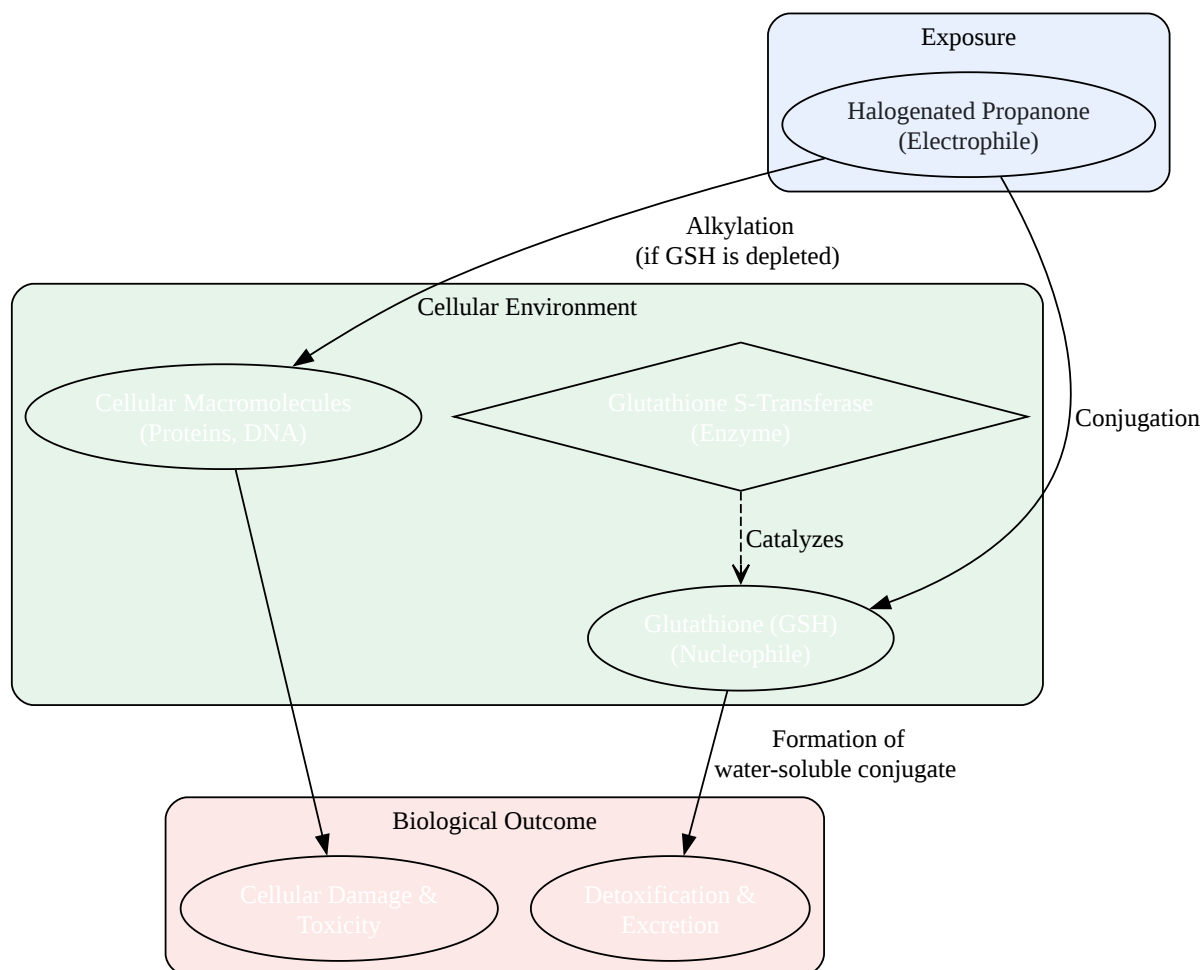 Exposure
Halogenated Propanone
(Electrophile)
Alkylation
(if GSH is depleted)
Cellular Environment
Cellular Macromolecules
(Proteins, DNA)
Glutathione S-Transferase
(Enzyme)
Conjugation
Catalyzes
Glutathione (GSH)
(Nucleophile)
Formation of
water-soluble conjugate
Biological Outcome
Cellular Damage &
Toxicity
Detoxification &
Excretion